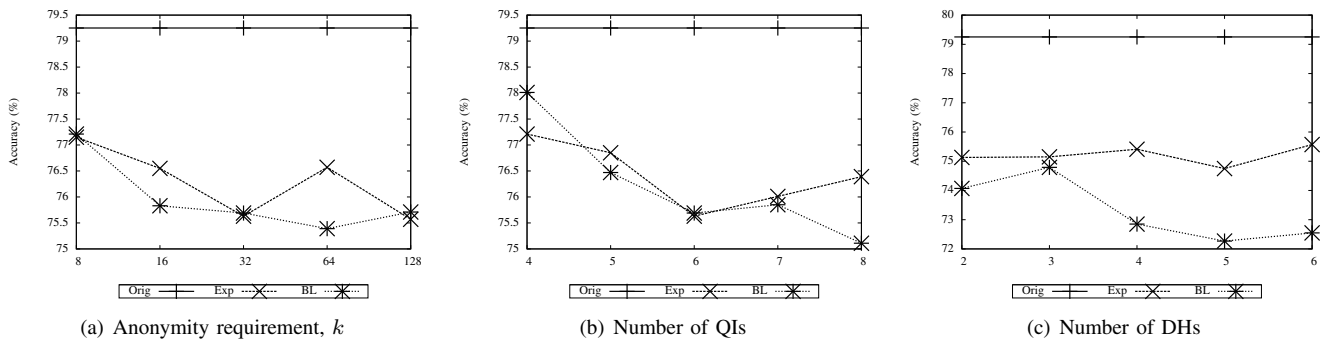 79.5
79
78.5
78
77.5
77
76.5
76
75.5
75
Accuracy (%)
8 16 32 64 128
Orig Exp BL
(a) Anonymity requirement, k
79.5
79
78.5
78
77.5
77
76.5
76
75.5
75
Accuracy (%)
4 5 6 7 8
Orig Exp BL
(b) Number of QIs
80
79
78
77
76
75
74
73
72
Accuracy (%)
2 3 4 5 6
Orig Exp BL
(c) Number of DHs